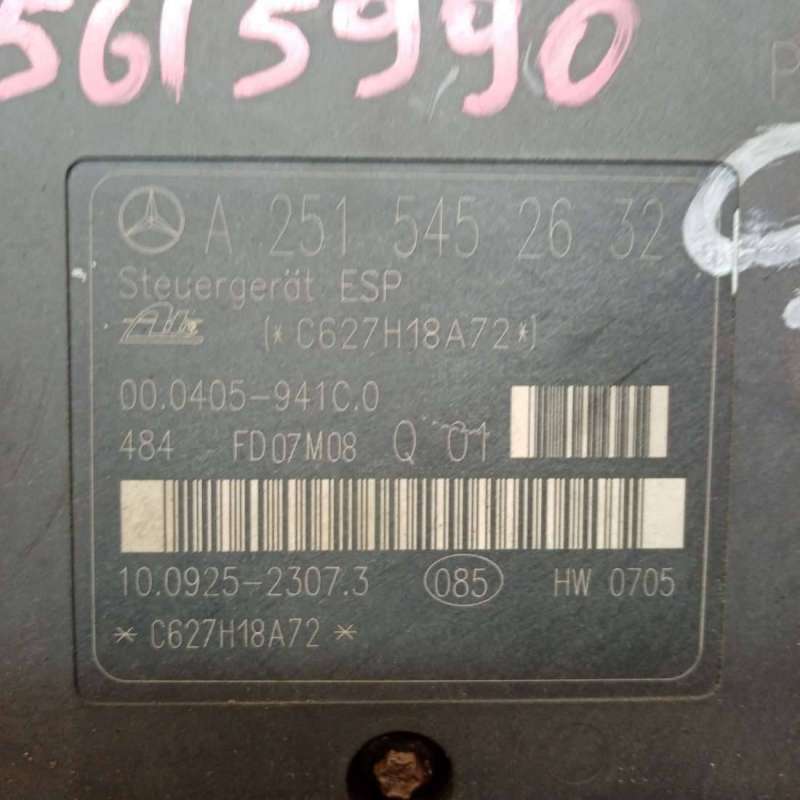 5615990
P
A 251 545 26 32
Steuergerät ESP
Ate (*C627H18A72*)
00.0405-941C.0
484 FD07M08 Q 01
10.0925-2307.3 085 HW 0705
* C627H18A72 *